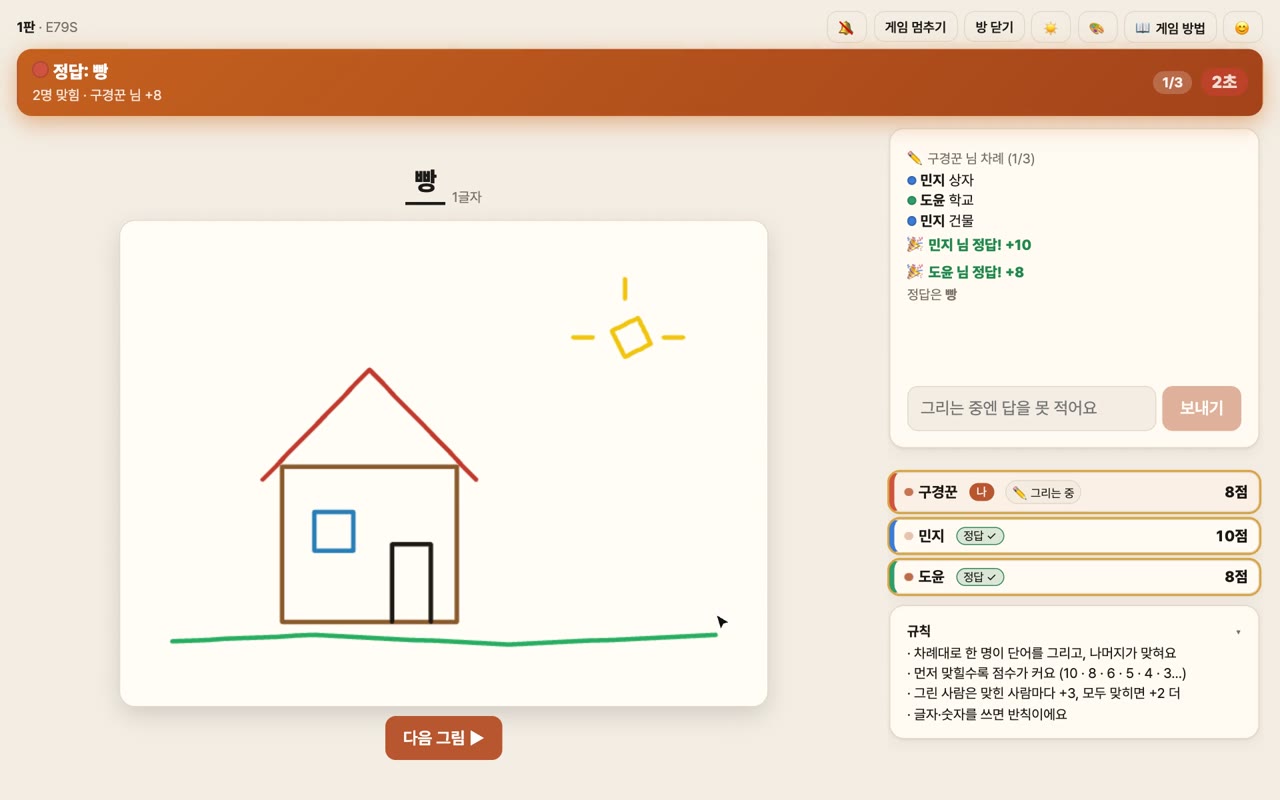 1판 · E79S
게임 멈추기
방 닫기
게임 방법
정답: 빵
2명 맞힘 · 구경꾼 님 +8
1/3
2초
빵
1글자
구경꾼 님 차례 (1/3)
민지 상자
도윤 학교
민지 건물
민지 님 정답! +10
도윤 님 정답! +8
정답은 빵
그리는 중엔 답을 못 적어요
보내기
구경꾼 나 그리는 중 8점
민지 정답 ✓ 10점
도윤 정답 ✓ 8점
규칙
· 차례대로 한 명이 단어를 그리고, 나머지가 맞혀요
· 먼저 맞힐수록 점수가 커요 (10 · 8 · 6 · 5 · 4 · 3…)
· 그린 사람은 맞힌 사람마다 +3, 모두 맞히면 +2 더
· 글자·숫자를 쓰면 반칙이에요
다음 그림 ▶